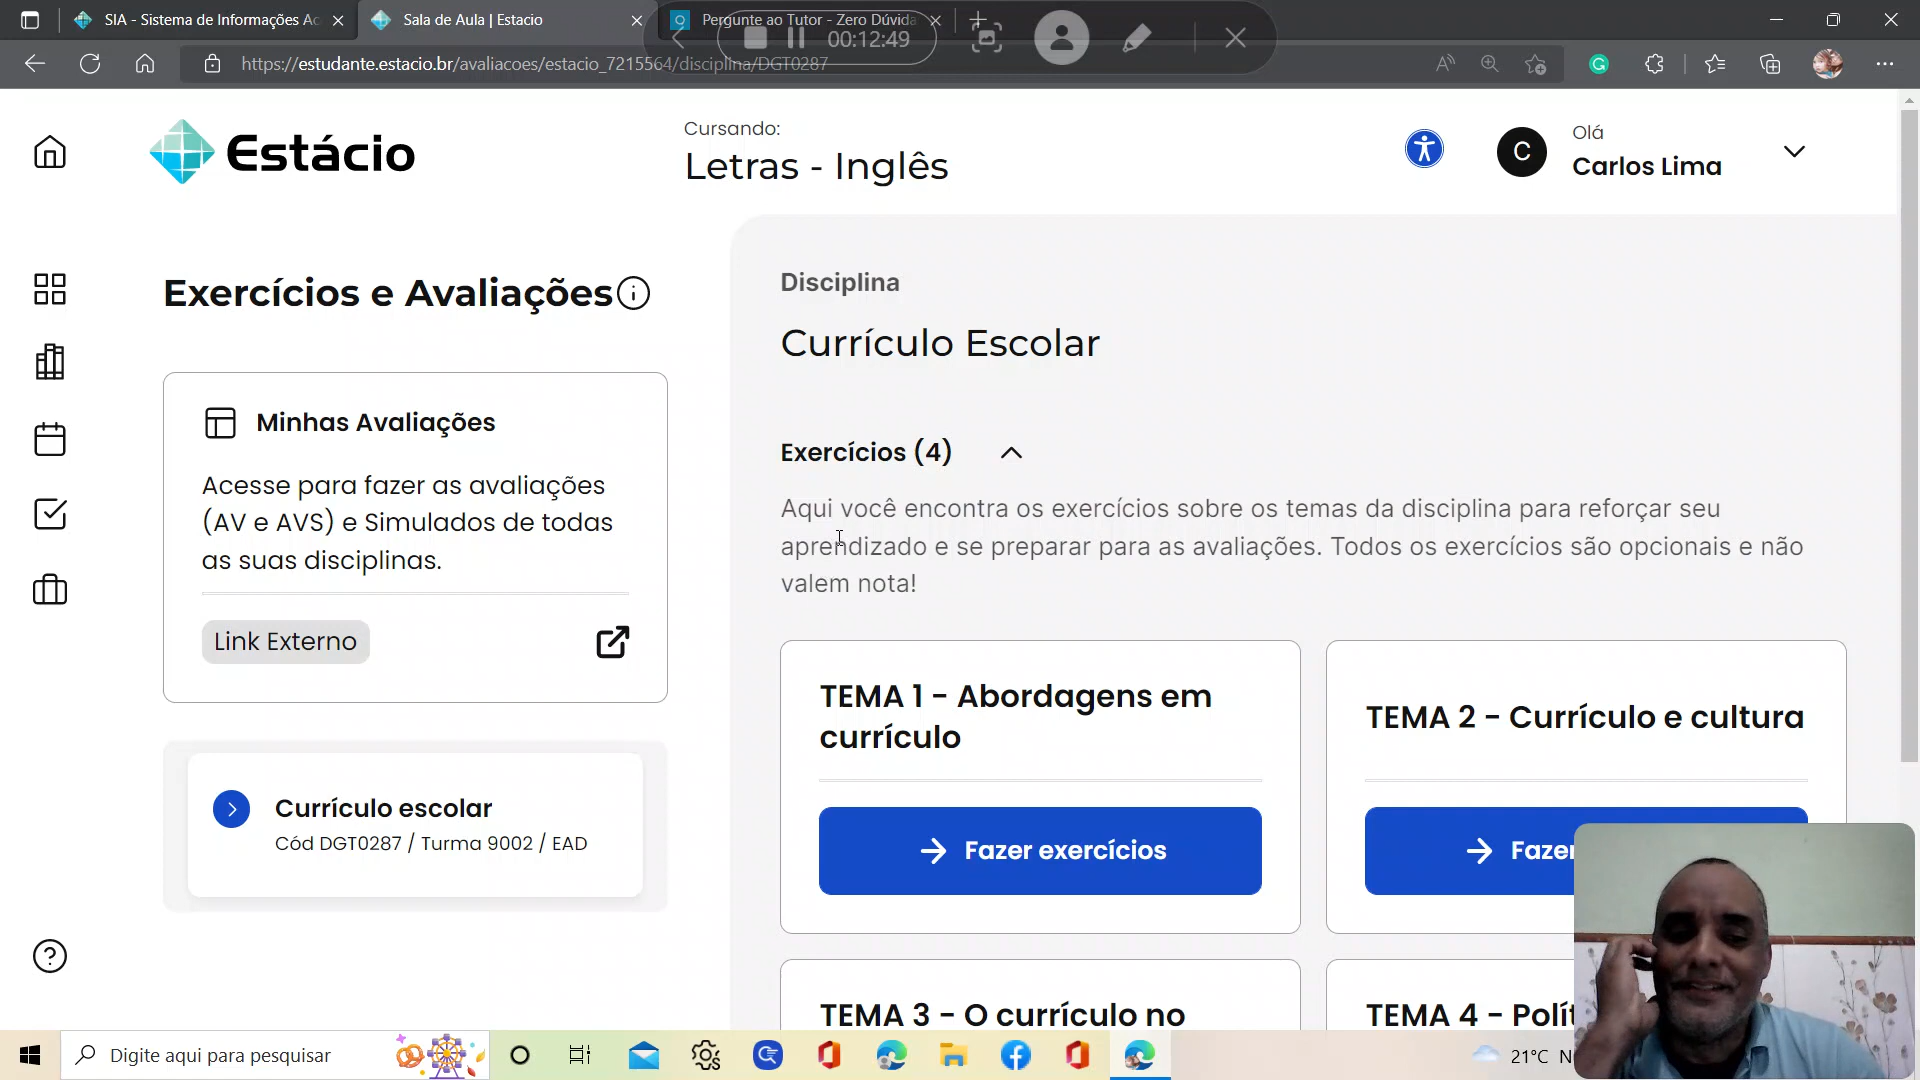 SIA - Sistema de Informações Ac
Sala de Aula | Estacio
Pergunte ao Tutor - Zero Dúvida
00:12:49
https://estudante.estacio.br/avaliacoes/estacio_7215564/disciplina/DGT0287
Estácio
Cursando:
Letras - Inglês
C
Olá
Carlos Lima
Exercícios e Avaliações
Minhas Avaliações
Acesse para fazer as avaliações
(AV e AVS) e Simulados de todas
as suas disciplinas.
Link Externo
Currículo escolar
Cód DGT0287 / Turma 9002 / EAD
Disciplina
Currículo Escolar
Exercícios (4)
Aqui você encontra os exercícios sobre os temas da disciplina para reforçar seu
aprendizado e se preparar para as avaliações. Todos os exercícios são opcionais e não
valem nota!
TEMA 1 - Abordagens em
currículo
Fazer exercícios
TEMA 2 - Currículo e cultura
Fazer
TEMA 3 - O currículo no
TEMA 4 - Polít
Digite aqui para pesquisar
21°C N